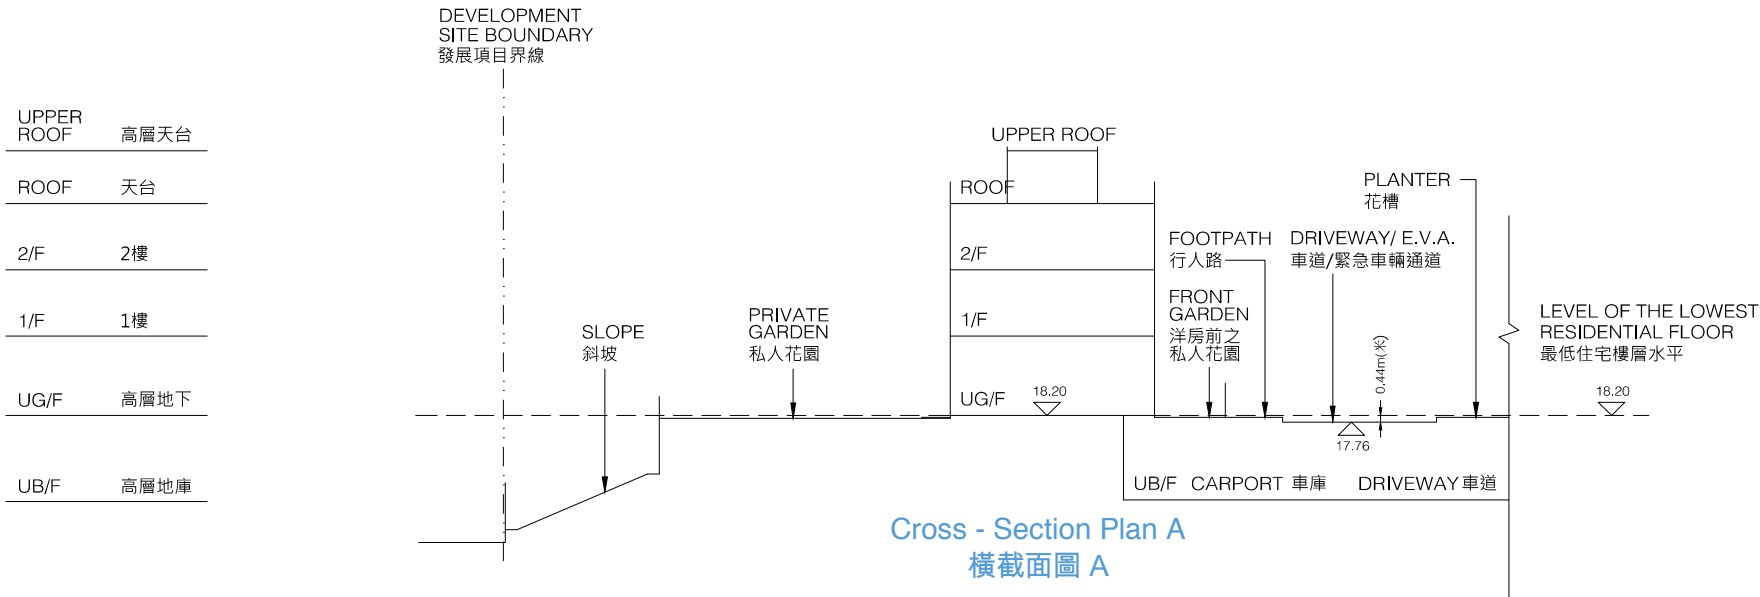 DEVELOPMENT
SITE BOUNDARY
發展項目界線
UPPER
ROOF 高層天台
ROOF 天台
2/F 2樓
1/F 1樓
UG/F 高層地下
UB/F 高層地庫
SLOPE
斜坡
PRIVATE
GARDEN
私人花園
UPPER ROOF
ROOF
2/F
1/F
UG/F
18.20
FOOTPATH
行人路
FRONT
GARDEN
洋房前之
私人花園
DRIVEWAY/ E.V.A.
車道/緊急車輛通道
PLANTER
花槽
0.44m(米)
17.76
LEVEL OF THE LOWEST
RESIDENTIAL FLOOR
最低住宅樓層水平
18.20
UB/F CARPORT 車庫 DRIVEWAY 車道
Cross - Section Plan A
橫截面圖 A